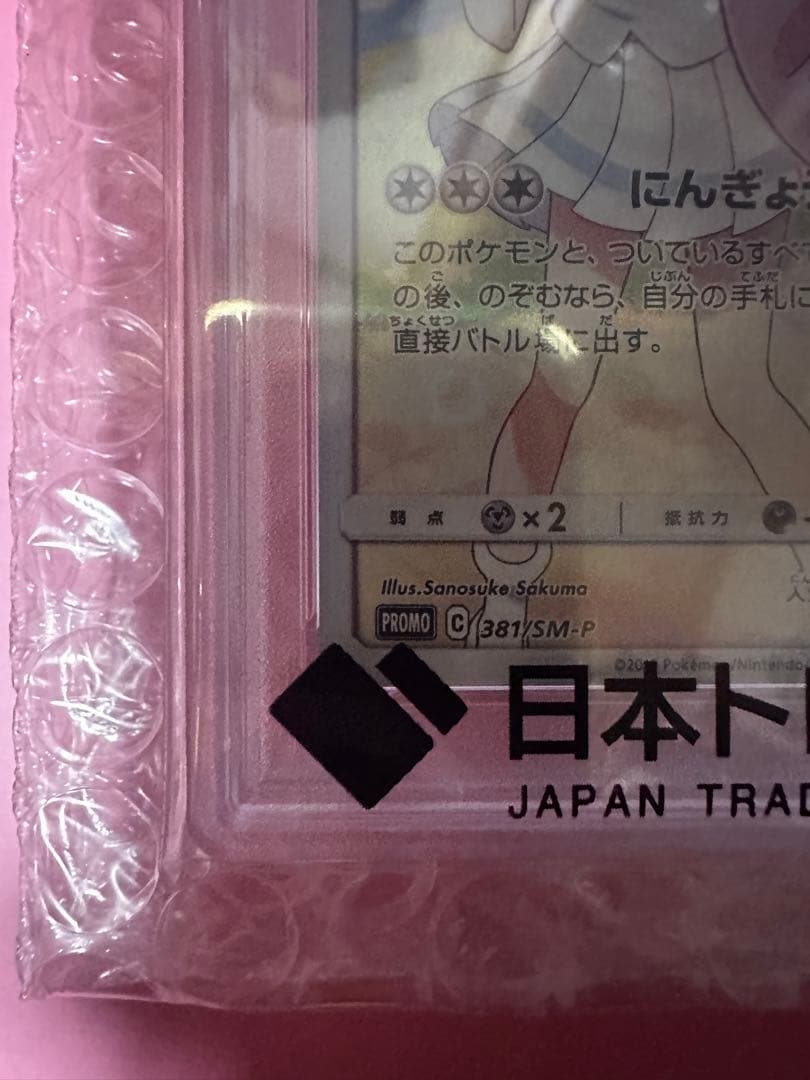 にんぎょ
このポケモンと、ついているすべ
の後、のぞむなら、自分の手札に
直接バトル場に出す。
弱点 ×2 抵抗力
Illus. Sanosuke Sakuma
PROMO C 381/SM-P
Pokémon/Nintendo
日本ト
JAPAN TRAD